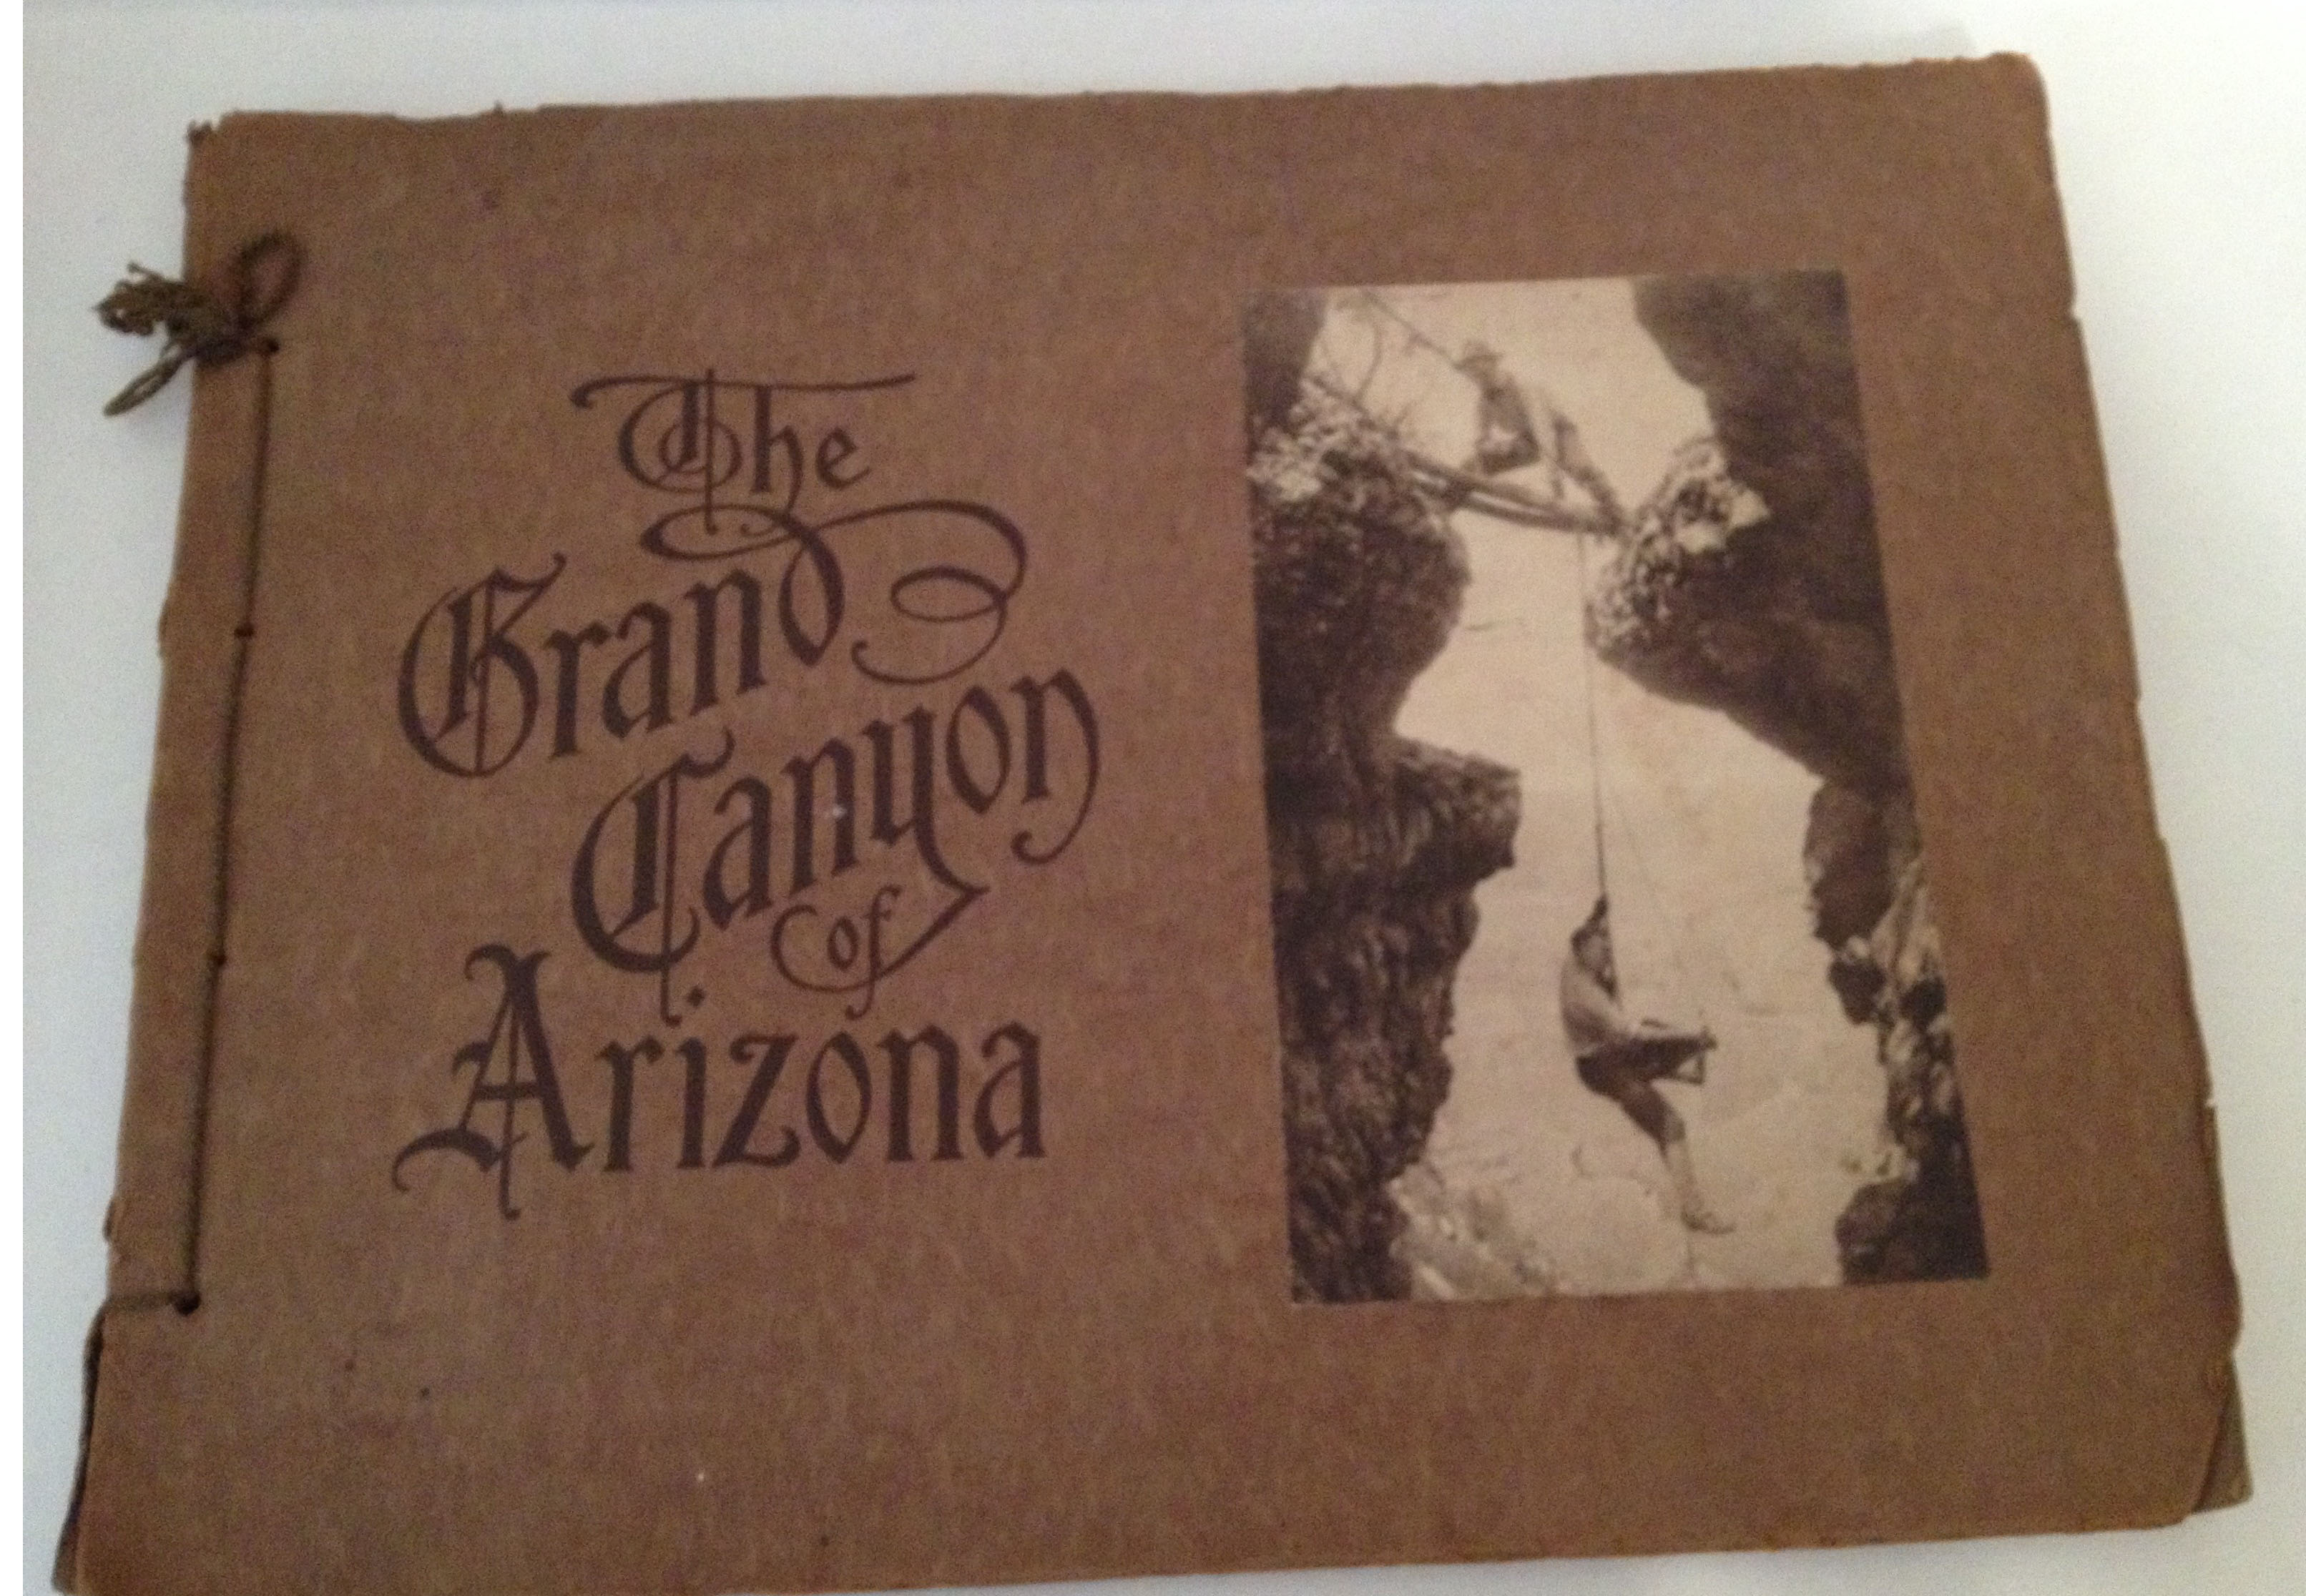 The
Grand
Canyon
of
Arizona